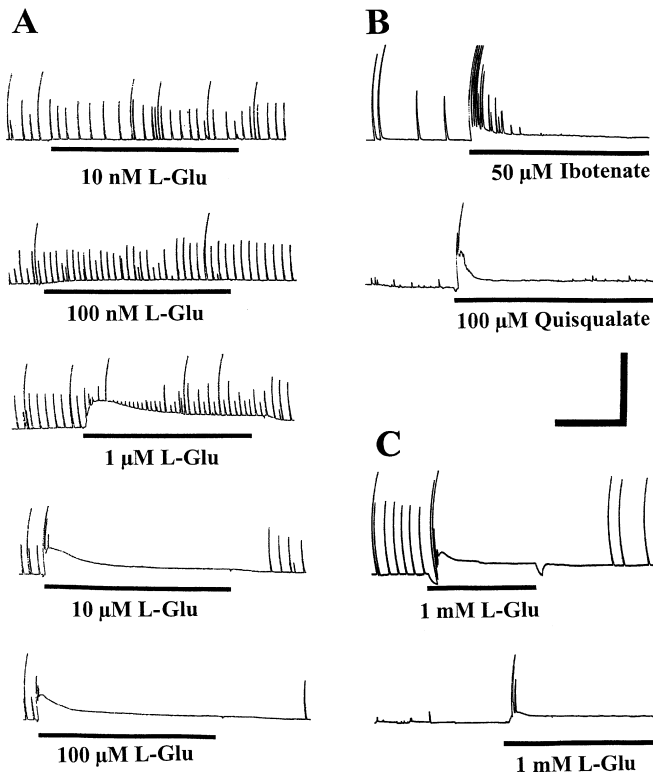 A
10 nM L-Glu
100 nM L-Glu
1 μM L-Glu
10 μM L-Glu
100 μM L-Glu
B
50 μM Ibotenate
100 μM Quisqualate
C
1 mM L-Glu
1 mM L-Glu